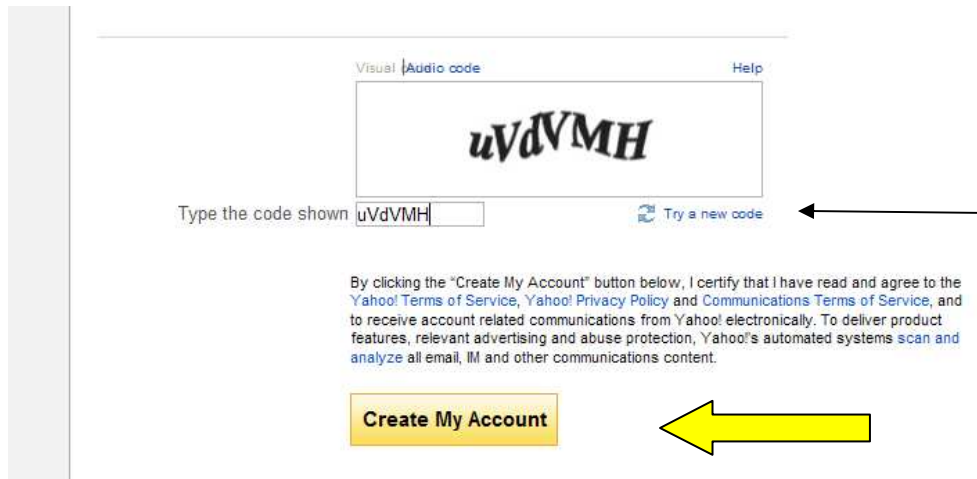 Visual Audio code Help
uVdVMH
Type the code shown uVdVMH Try a new code
By clicking the “Create My Account” button below, I certify that I have read and agree to the
Yahoo! Terms of Service, Yahoo! Privacy Policy and Communications Terms of Service, and
to receive account related communications from Yahoo! electronically. To deliver product
features, relevant advertising and abuse protection, Yahoo!'s automated systems scan and
analyze all email, IM and other communications content.
Create My Account